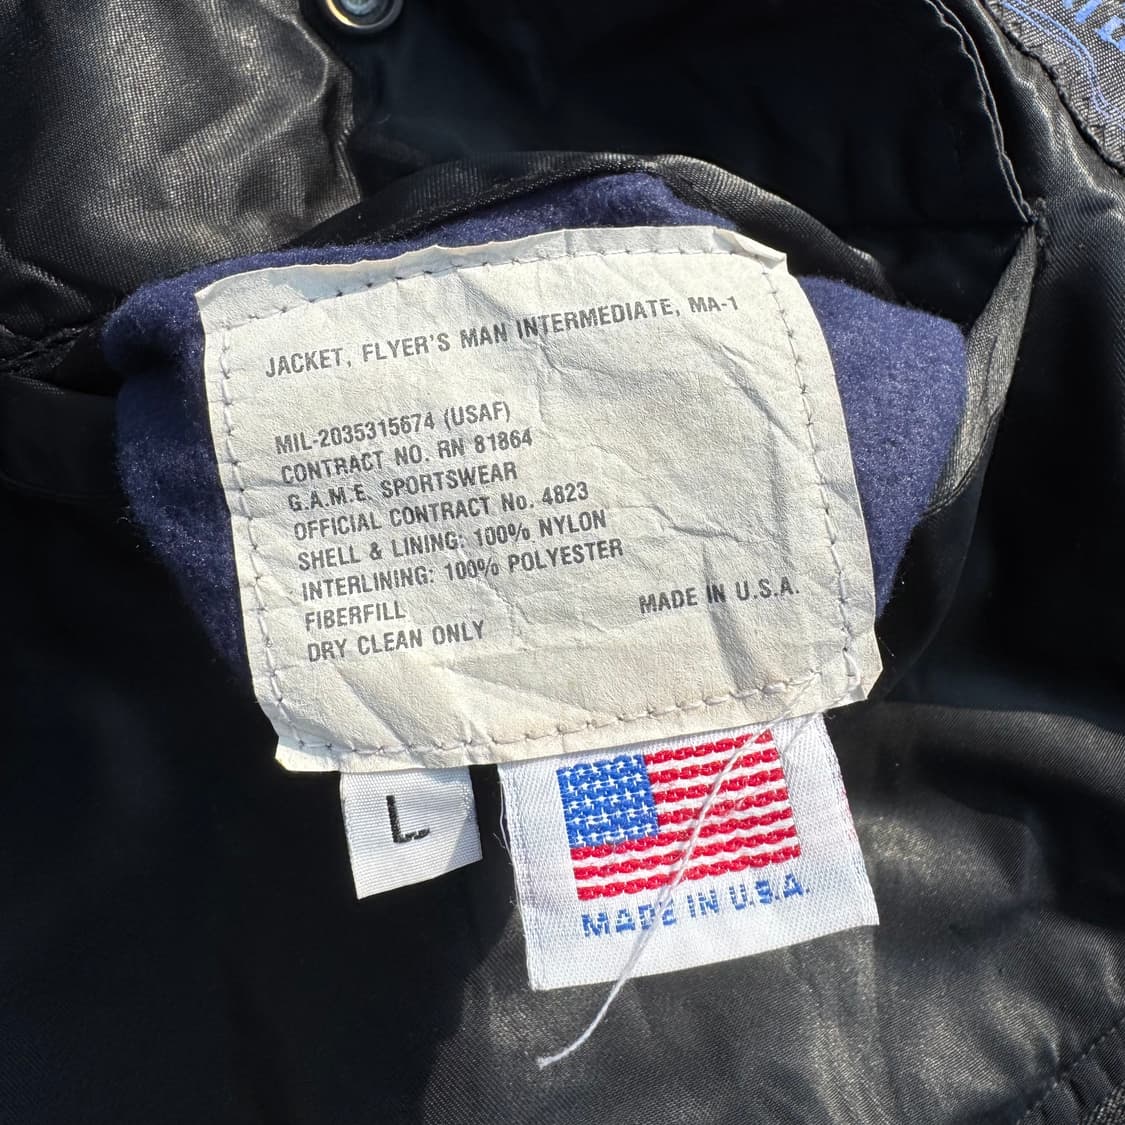 JACKET, FLYER'S MAN INTERMEDIATE, MA-1
MIL-2035315674 (USAF)
CONTRACT NO. RN 81864
G.A.M.E. SPORTSWEAR
OFFICIAL CONTRACT No. 4823
SHELL & LINING: 100% NYLON
INTERLINING: 100% POLYESTER
FIBERFILL
DRY CLEAN ONLY
MADE IN U.S.A.
L
MADE IN U.S.A.